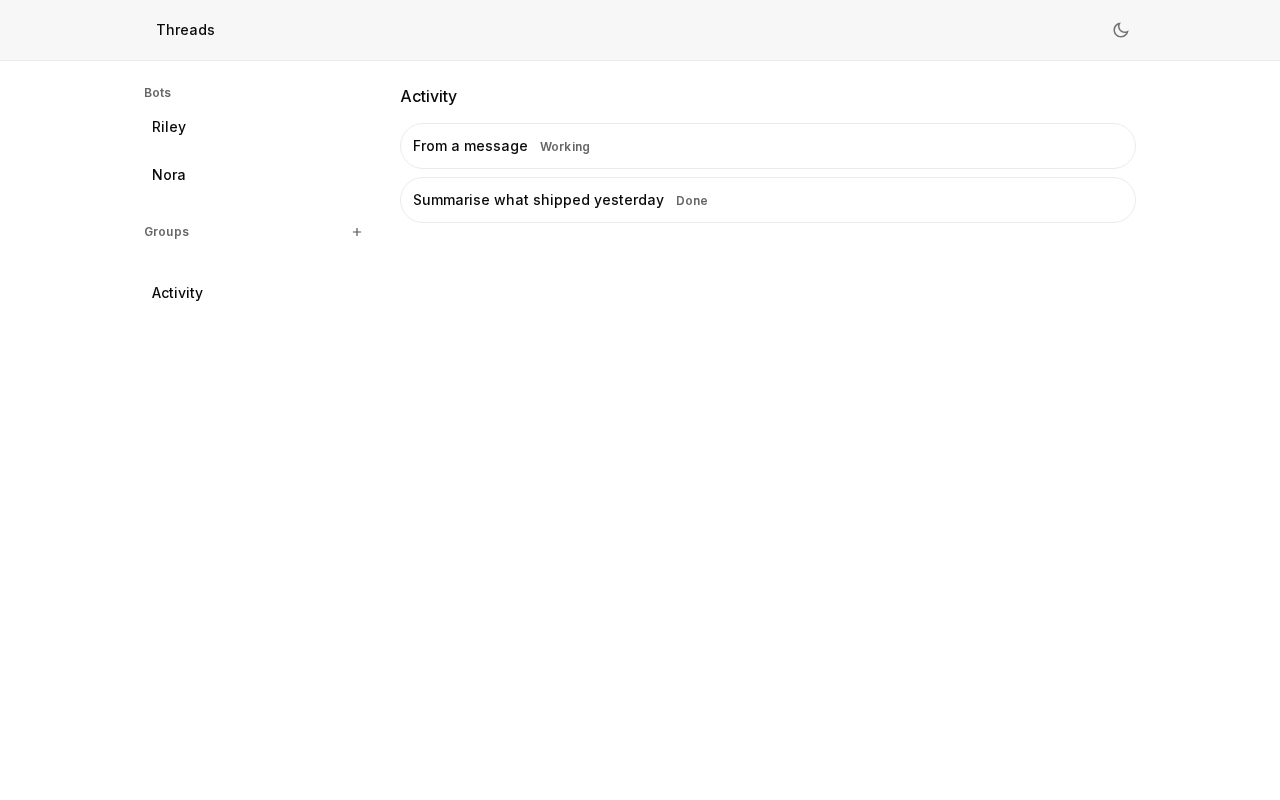 Threads
Bots
Riley
Nora
Groups
Activity
Activity
From a message Working
Summarise what shipped yesterday Done